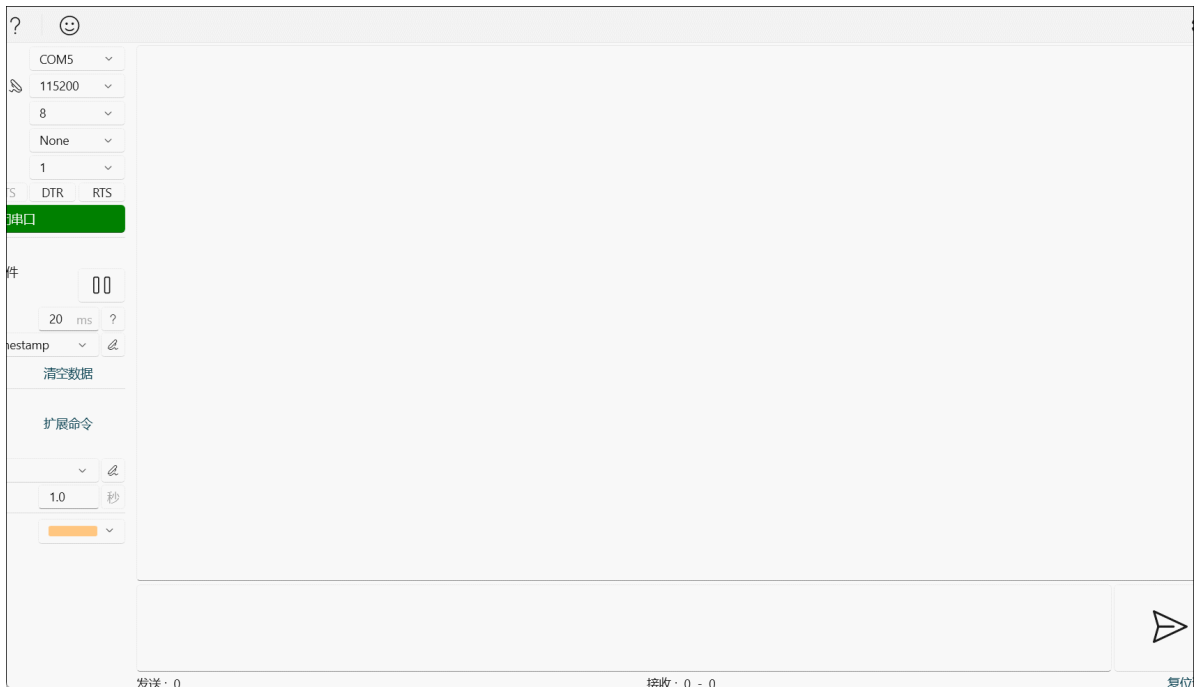 ?
COM5
115200
8
None
1
DTR RTS
串口
件
20 ms ?
nestamp
清空数据
扩展命令
1.0 秒
发送： 0 接收： 0 - 0 复位